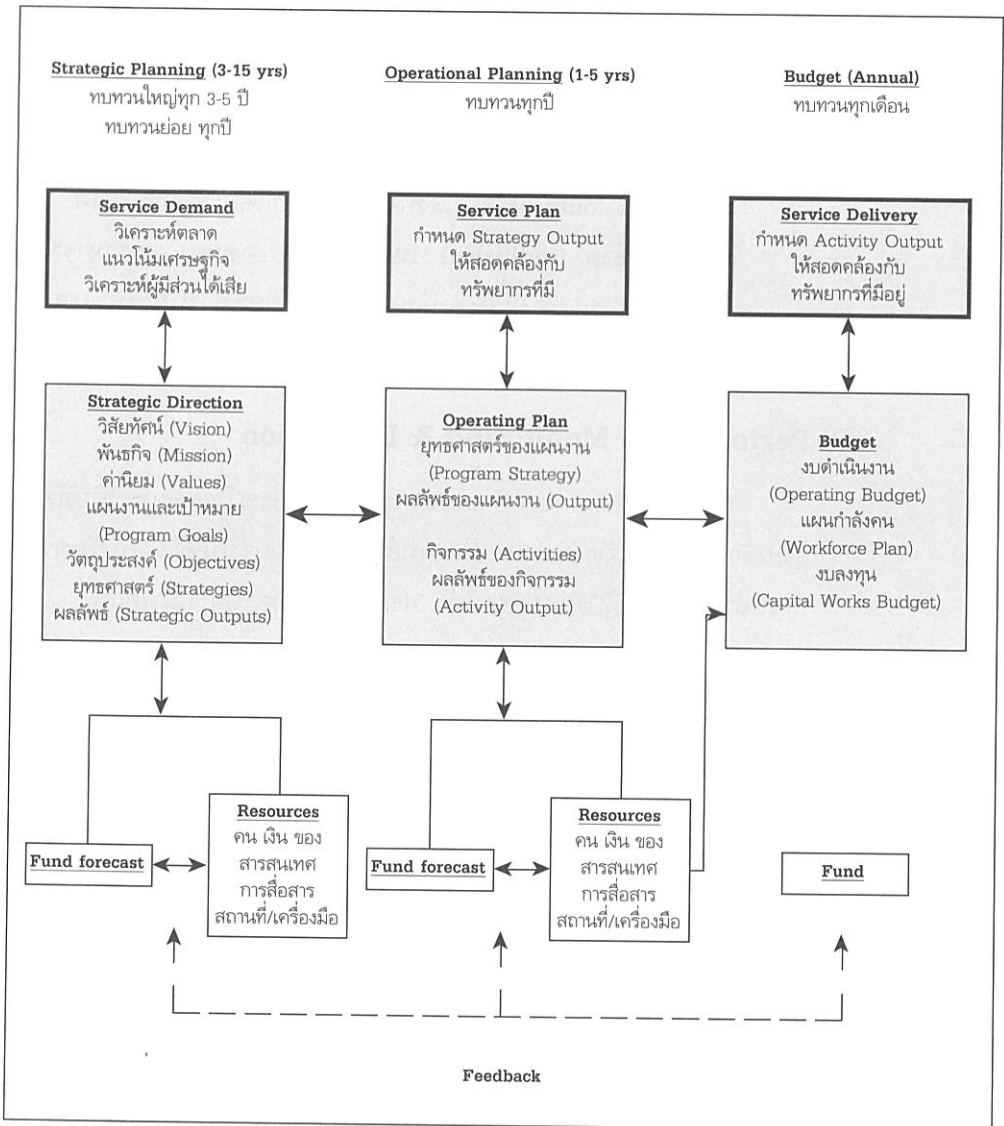 Strategic Planning (3-15 yrs)
ทบทวนใหญ่ทุก 3-5 ปี
ทบทวนย่อย ทุกปี
Operational Planning (1-5 yrs)
ทบทวนทุกปี
Budget (Annual)
ทบทวนทุกเดือน
Service Demand
วิเคราะห์ตลาด
แนวโน้มเศรษฐกิจ
วิเคราะห์ผู้มีส่วนได้เสีย
Service Plan
กำหนด Strategy Output
ให้สอดคล้องกับ
ทรัพยากรที่มี
Service Delivery
กำหนด Activity Output
ให้สอดคล้องกับ
ทรัพยากรที่มีอยู่
Strategic Direction
วิสัยทัศน์ (Vision)
พันธกิจ (Mission)
ค่านิยม (Values)
แผนงานและเป้าหมาย
(Program Goals)
วัตถุประสงค์ (Objectives)
ยุทธศาสตร์ (Strategies)
ผลลัพธ์ (Strategic Outputs)
Operating Plan
ยุทธศาสตร์ของแผนงาน
(Program Strategy)
ผลลัพธ์ของแผนงาน (Output)
กิจกรรม (Activities)
ผลลัพธ์ของกิจกรรม
(Activity Output)
Budget
งบดำเนินงาน
(Operating Budget)
แผนกำลังคน
(Workforce Plan)
งบลงทุน
(Capital Works Budget)
Fund forecast
Resources
คน เงิน ของ
สารสนเทศ
การสื่อสาร
สถานที่/เครื่องมือ
Fund forecast
Resources
คน เงิน ของ
สารสนเทศ
การสื่อสาร
สถานที่/เครื่องมือ
Fund
Feedback